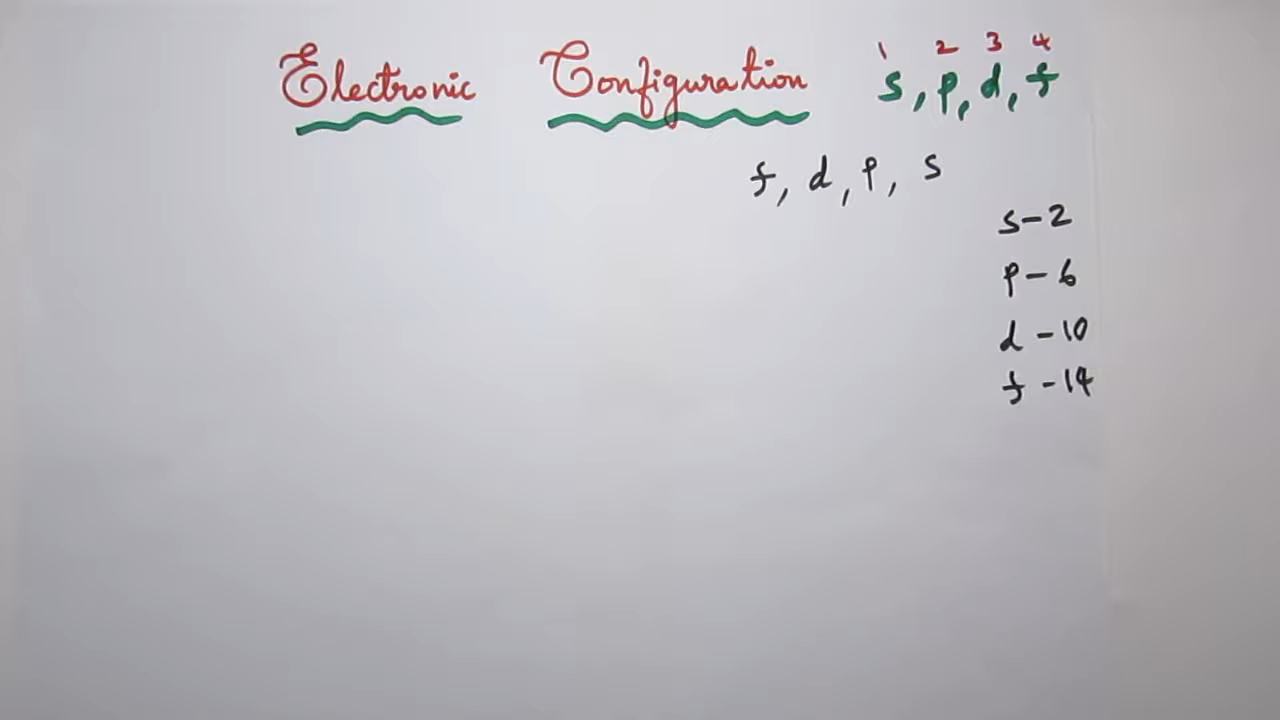 Electronic Configuration
1 2 3 4
s, p, d, f
f, d, p, s
s-2
p-6
d-10
f-14